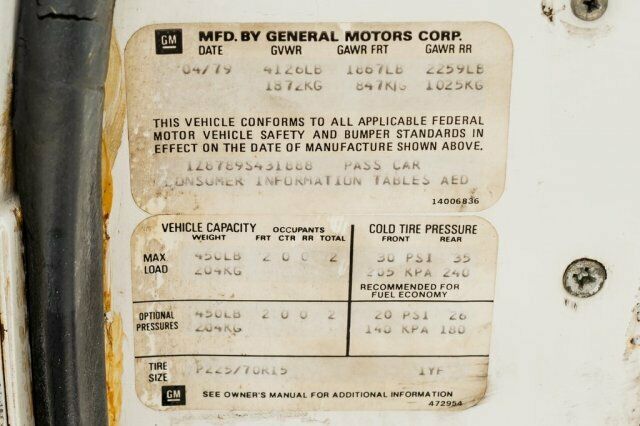 GM MFD. BY GENERAL MOTORS CORP.
DATE GVWR GAWR FRT GAWR RR
04/79 4126LB 1867LB 2259LB
1872KG 847KG 1025KG
THIS VEHICLE CONFORMS TO ALL APPLICABLE FEDERAL
MOTOR VEHICLE SAFETY AND BUMPER STANDARDS IN
EFFECT ON THE DATE OF MANUFACTURE SHOWN ABOVE.
1Z8789S431888 PASS CAR
CONSUMER INFORMATION TABLES AED
14006836
VEHICLE CAPACITY OCCUPANTS COLD TIRE PRESSURE
WEIGHT FRT CTR RR TOTAL FRONT REAR
MAX. LOAD 450LB 2 0 0 2 30 PSI 35
204KG 205 KPA 240
RECOMMENDED FOR
FUEL ECONOMY
OPTIONAL PRESSURES 450LB 2 0 0 2 20 PSI 26
204KG 140 KPA 180
TIRE SIZE P225/70R15 1YF
GM SEE OWNER'S MANUAL FOR ADDITIONAL INFORMATION
472954